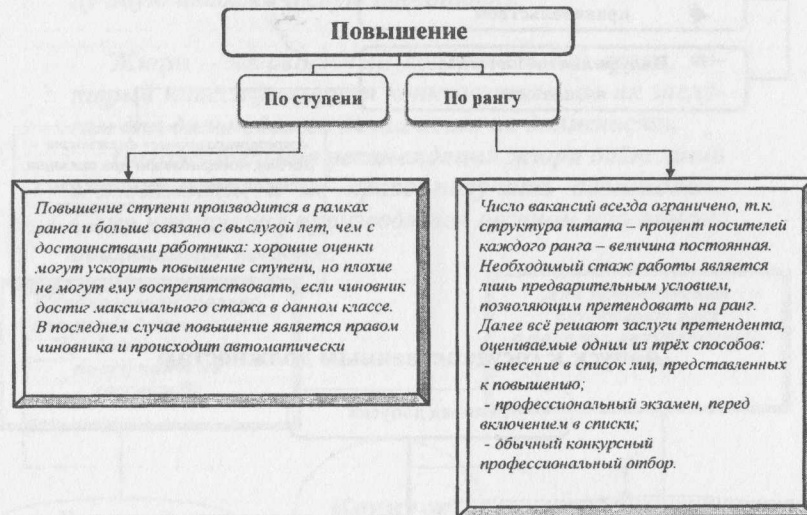 Повышение
По ступени
По рангу
Повышение ступени производится в рамках
ранга и больше связано с выслугой лет, чем с
достоинствами работника: хорошие оценки
могут ускорить повышение ступени, но плохие
не могут ему воспрепятствовать, если чиновник
достиг максимального стажа в данном классе.
В последнем случае повышение является правом
чиновника и происходит автоматически
Число вакансий всегда ограничено, т.к.
структура штата – процент носителей
каждого ранга – величина постоянная.
Необходимый стаж работы является
лишь предварительным условием,
позволяющим претендовать на ранг.
Далее всё решают заслуги претендента,
оцениваемые одним из трёх способов:
- внесение в список лиц, представленных
к повышению;
- профессиональный экзамен, перед
включением в списки;
- обычный конкурсный
профессиональный отбор.